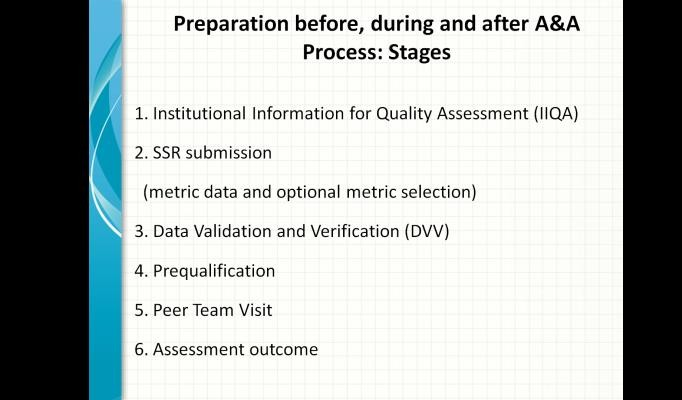 Preparation before, during and after A&A
Process: Stages
1. Institutional Information for Quality Assessment (IIQA)
2. SSR submission
(metric data and optional metric selection)
3. Data Validation and Verification (DVV)
4. Prequalification
5. Peer Team Visit
6. Assessment outcome